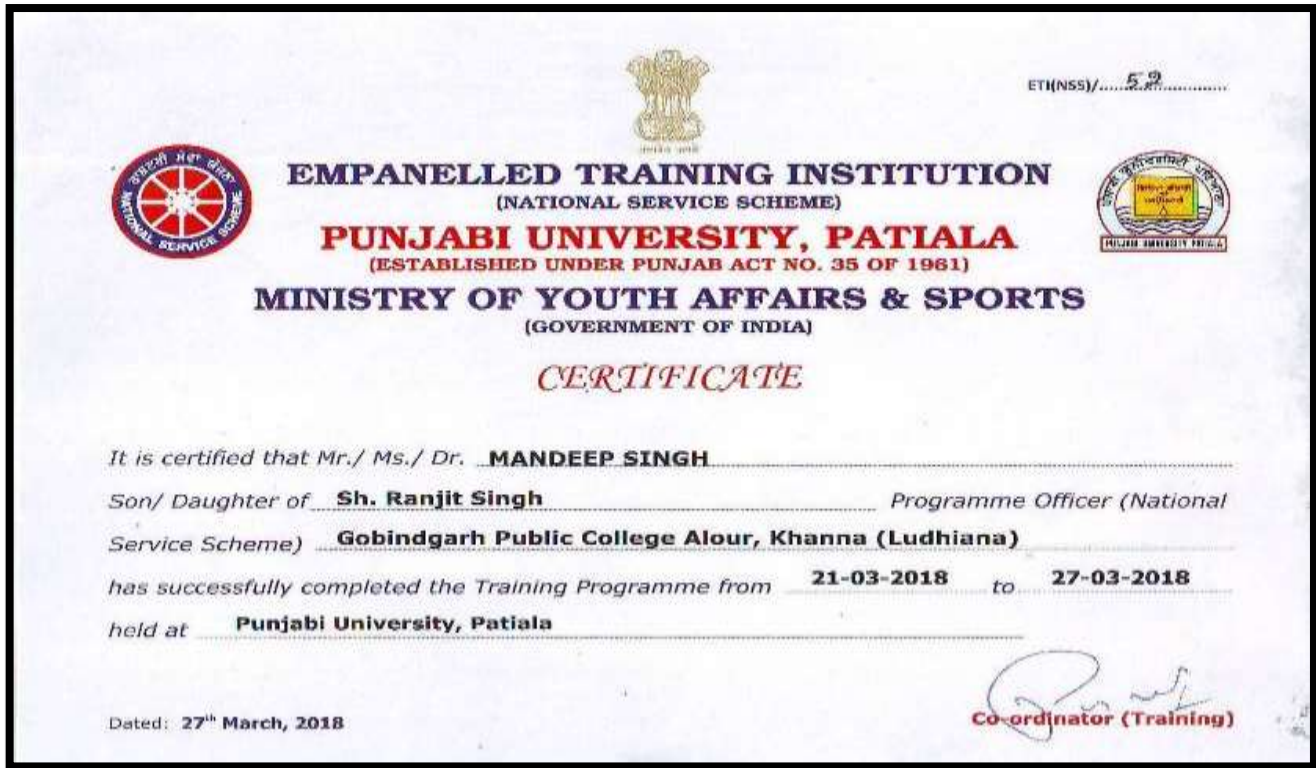 ETI(NSS)/.....52.............
NATIONAL SERVICE SCHEME
EMPANELLED TRAINING INSTITUTION
(NATIONAL SERVICE SCHEME)
PUNJABI UNIVERSITY, PATIALA
(ESTABLISHED UNDER PUNJAB ACT NO. 35 OF 1961)
PUNJABI UNIVERSITY PATIALA
MINISTRY OF YOUTH AFFAIRS & SPORTS
(GOVERNMENT OF INDIA)
CERTIFICATE
It is certified that Mr./ Ms./ Dr. MANDEEP SINGH
Son/ Daughter of Sh. Ranjit Singh Programme Officer (National
Service Scheme) Gobindgarh Public College Alour, Khanna (Ludhiana)
has successfully completed the Training Programme from 21-03-2018 to 27-03-2018
held at Punjabi University, Patiala
Dated: 27th March, 2018
Co-ordinator (Training)